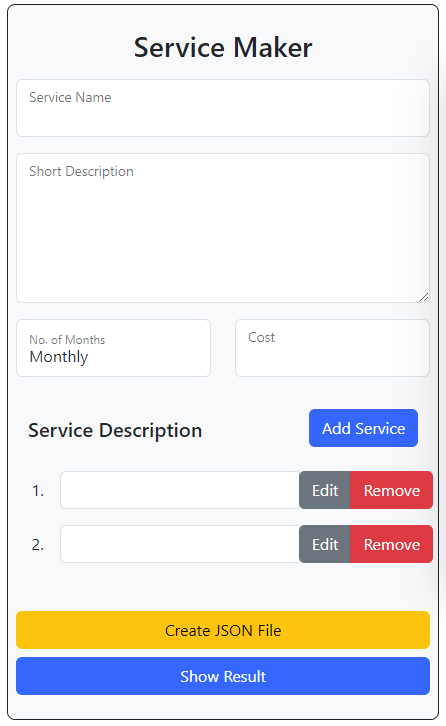 Service Maker
Service Name
Short Description
No. of Months
Monthly
Cost
Service Description
Add Service
1.
Edit
Remove
2.
Edit
Remove
Create JSON File
Show Result